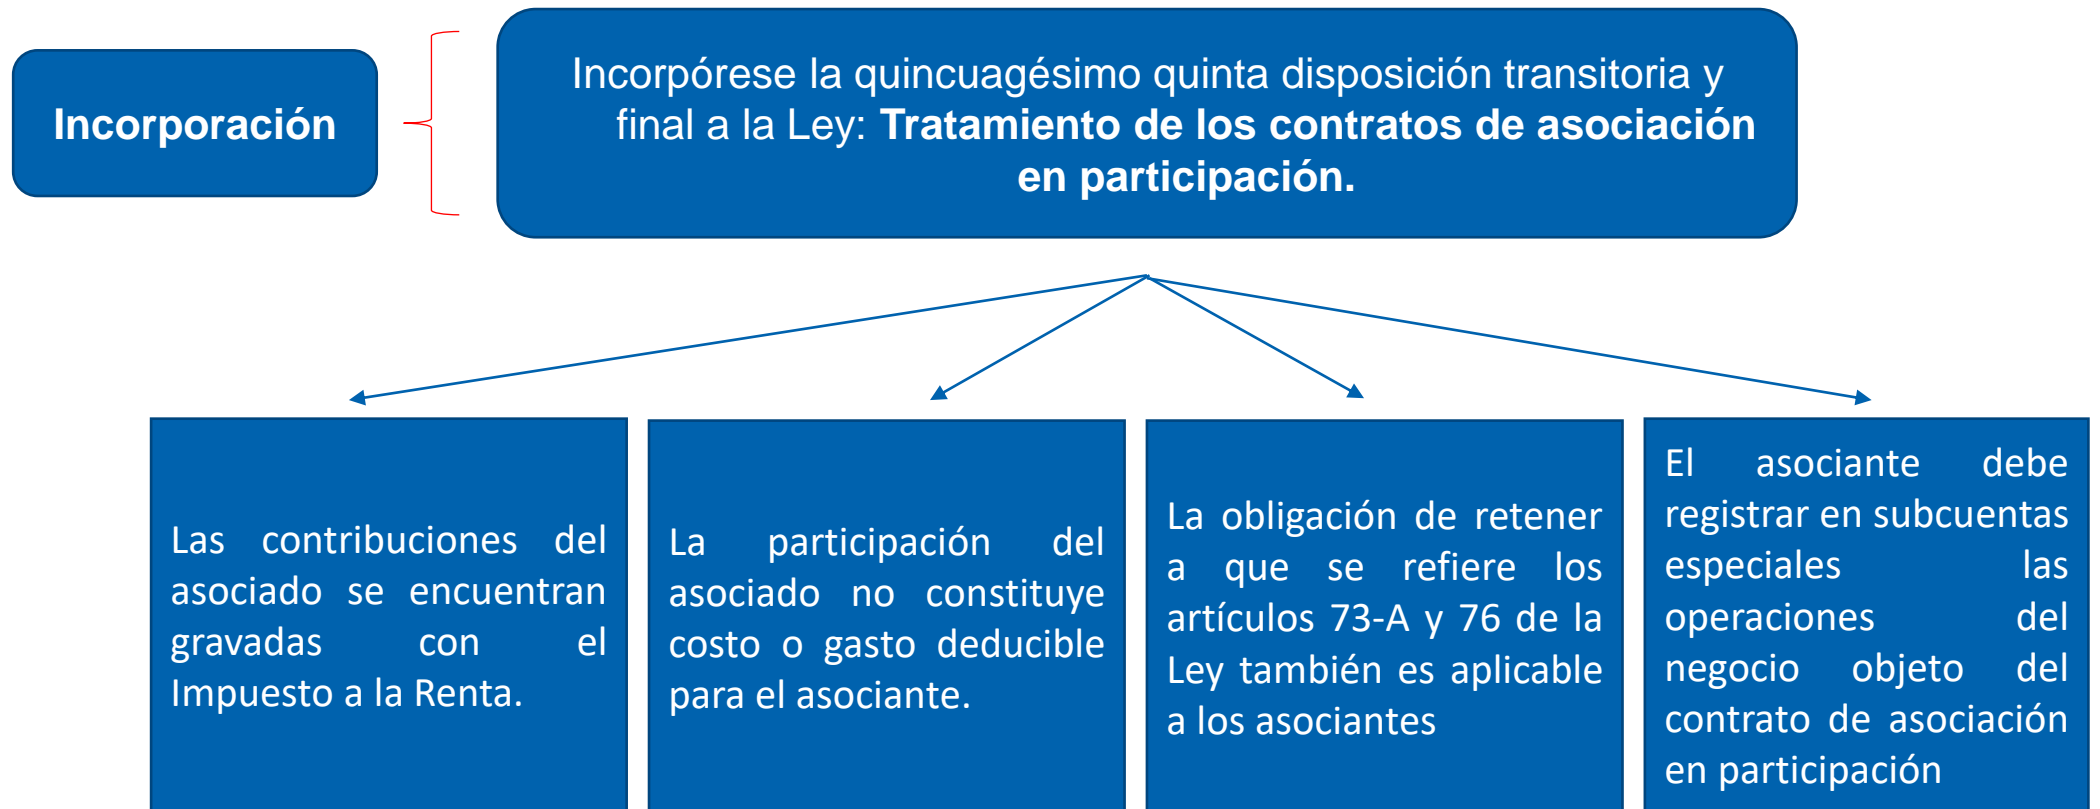 Incorporación
Incorpórese la quincuagésimo quinta disposición transitoria y
final a la Ley: Tratamiento de los contratos de asociación
en participación.
Las contribuciones del
asociado se encuentran
gravadas con el
Impuesto a la Renta.
La participación del
asociado no constituye
costo o gasto deducible
para el asociante.
La obligación de retener
a que se refiere los
artículos 73-A y 76 de la
Ley también es aplicable
a los asociantes
El asociante debe
registrar en subcuentas
especiales las
operaciones del
negocio objeto del
contrato de asociación
en participación